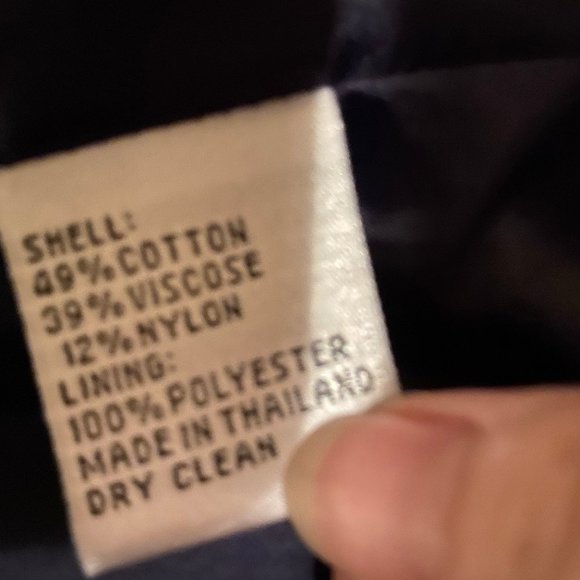 SHELL:
49% COTTON
39% VISCOSE
12% NYLON
LINING:
100% POLYESTER
MADE IN THAILAND
DRY CLEAN